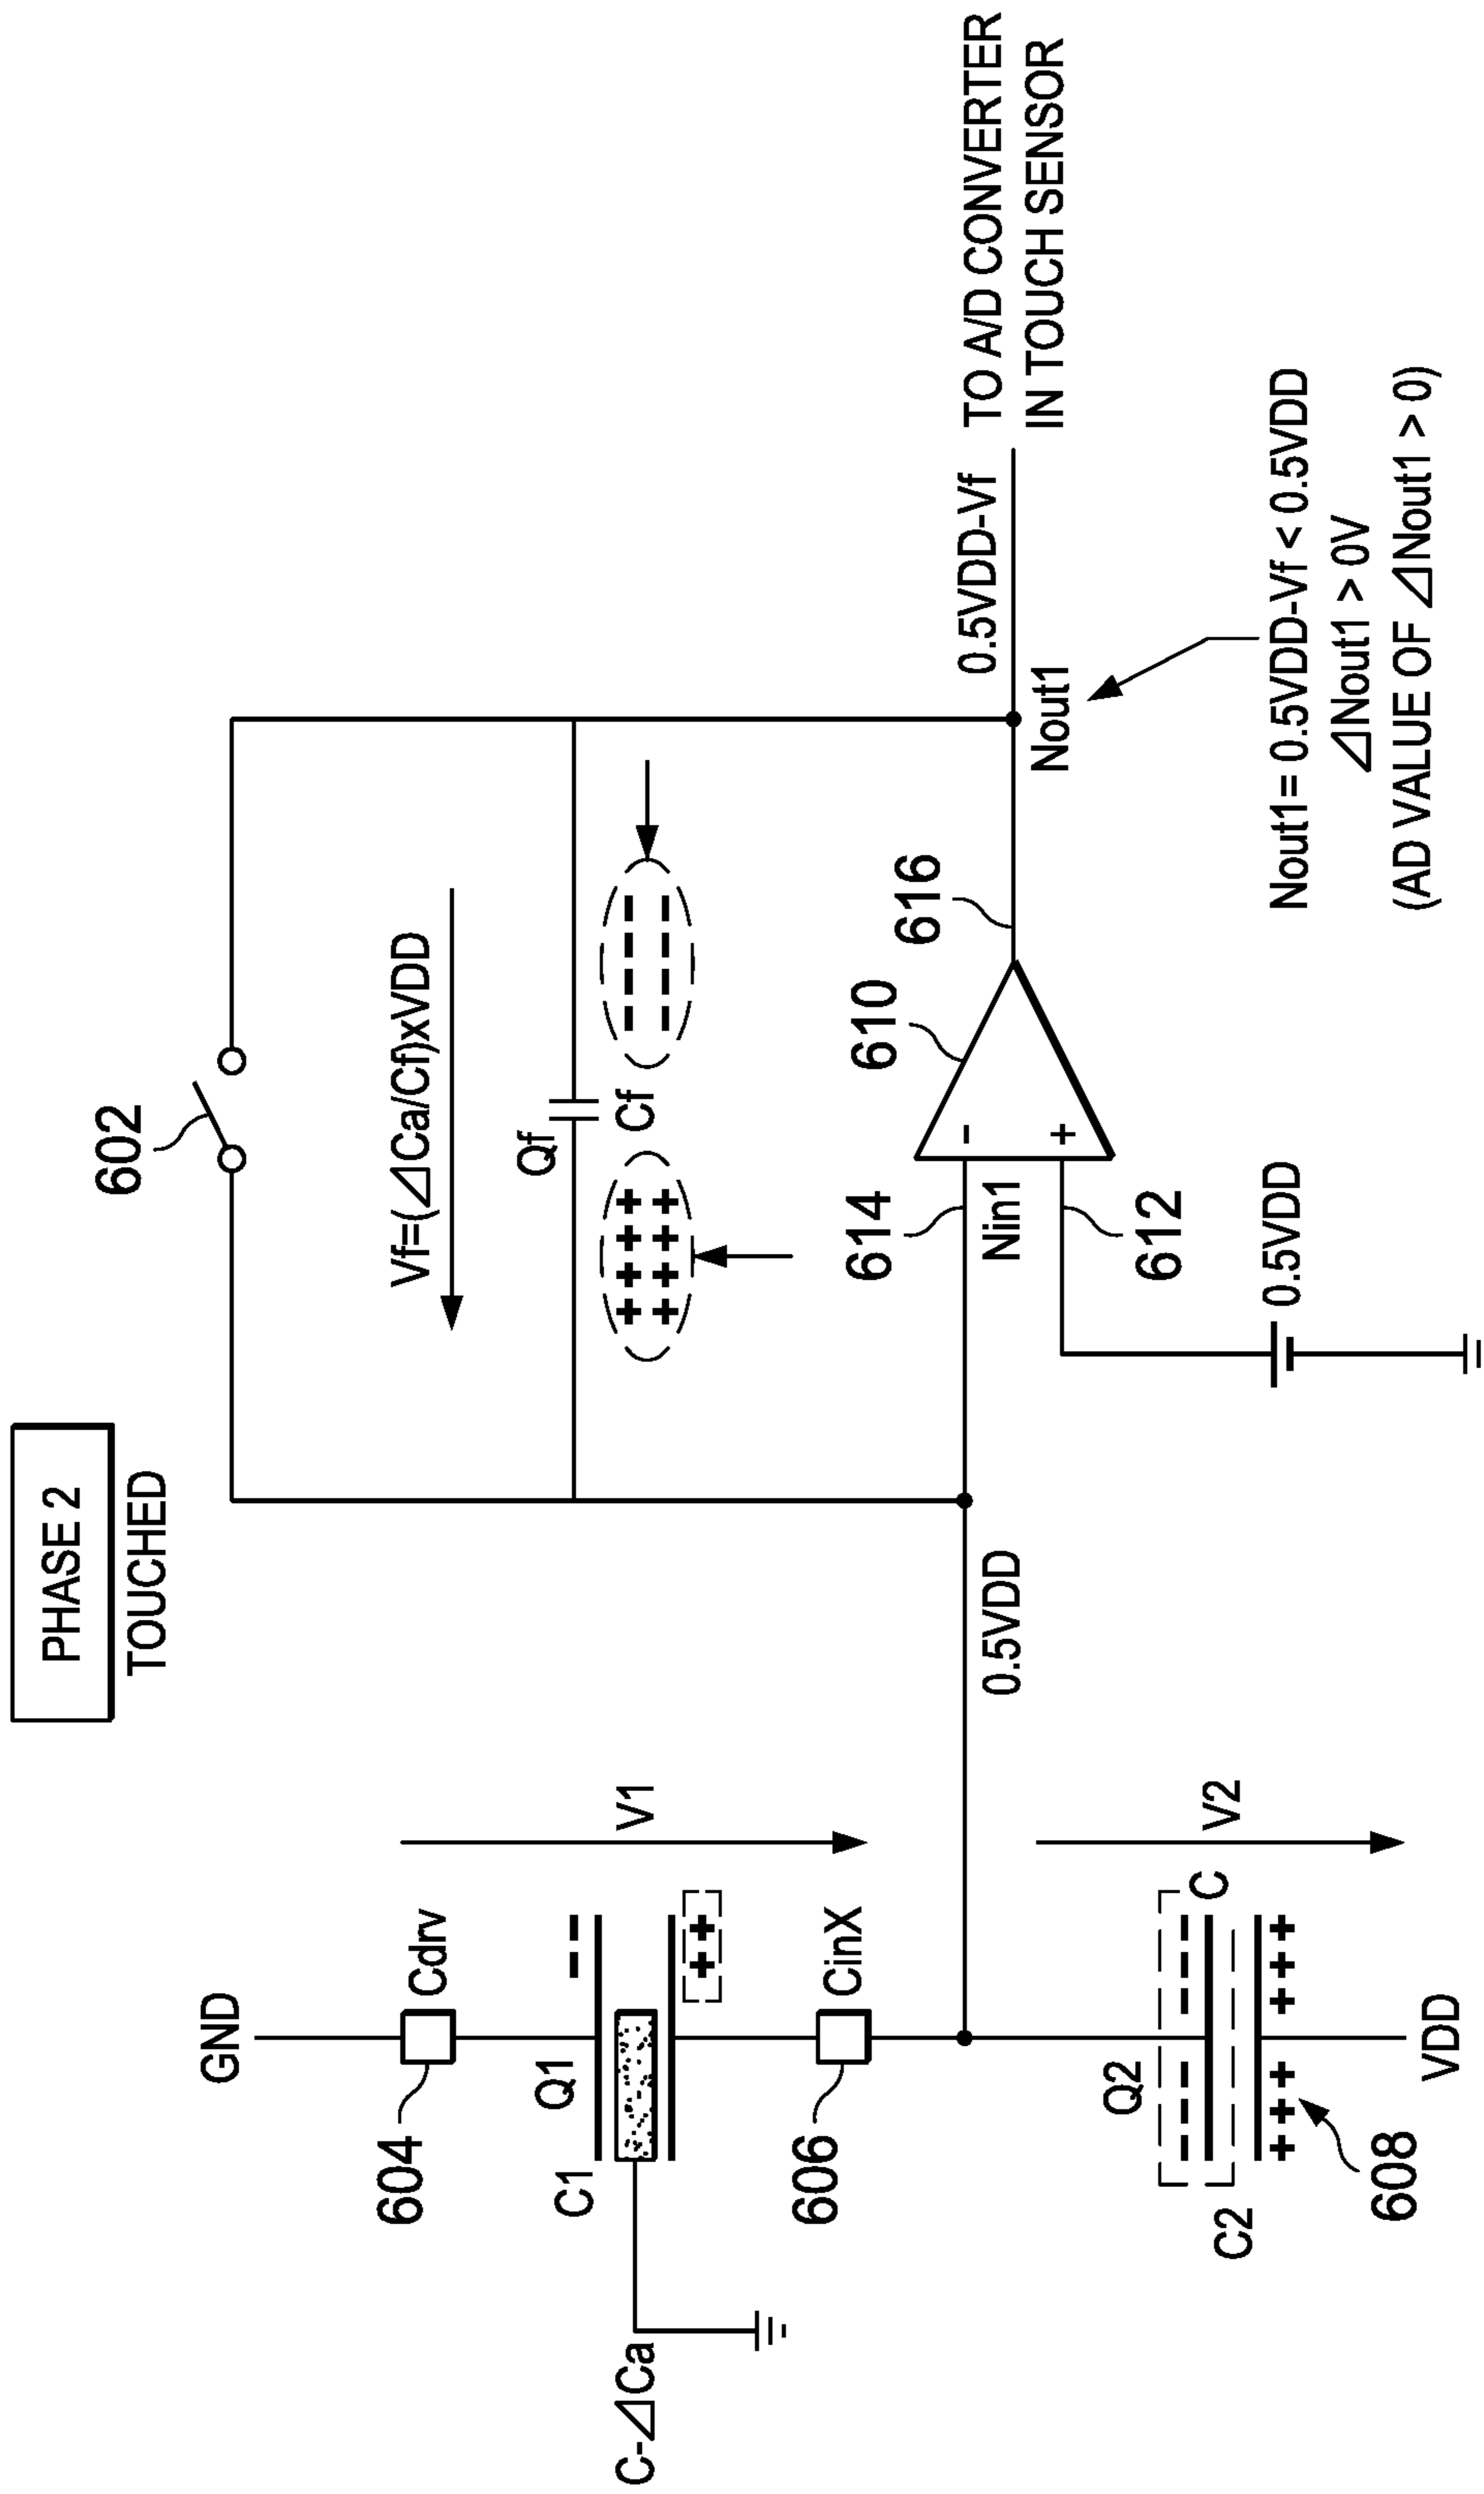 PHASE 2
TOUCHED
602
Vf=(⊿Ca/Cf)xVDD
Qf
Cf
++++
++++
GND
604
Cdrv
Q1
C1
V1
C-⊿Ca
606
CinX
0.5VDD
614
Nin1
610
616
-
+
612
0.5VDD
0.5VDD-Vf
TO A/D CONVERTER
IN TOUCH SENSOR
Nout1
Nout1= 0.5VDD-Vf < 0.5VDD
⊿Nout1 > 0V
(AD VALUE OF ⊿Nout1 > 0)
Q2
C
C2
V2
608
VDD